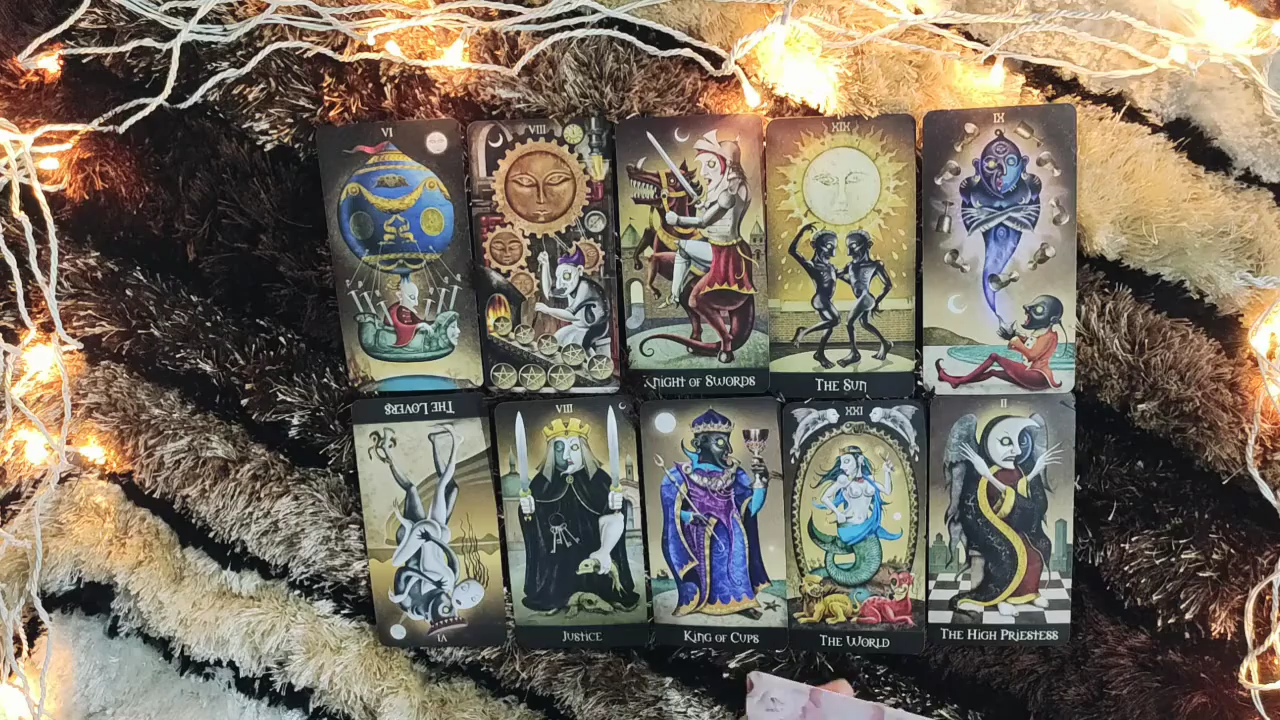 VI
VIII
KNIGHT OF SWORDS
XIX
THE SUN
IX
THE LOVERS
VI
VIII
JUSTICE
KING OF CUPS
XXI
THE WORLD
II
THE HIGH PRIESTESS